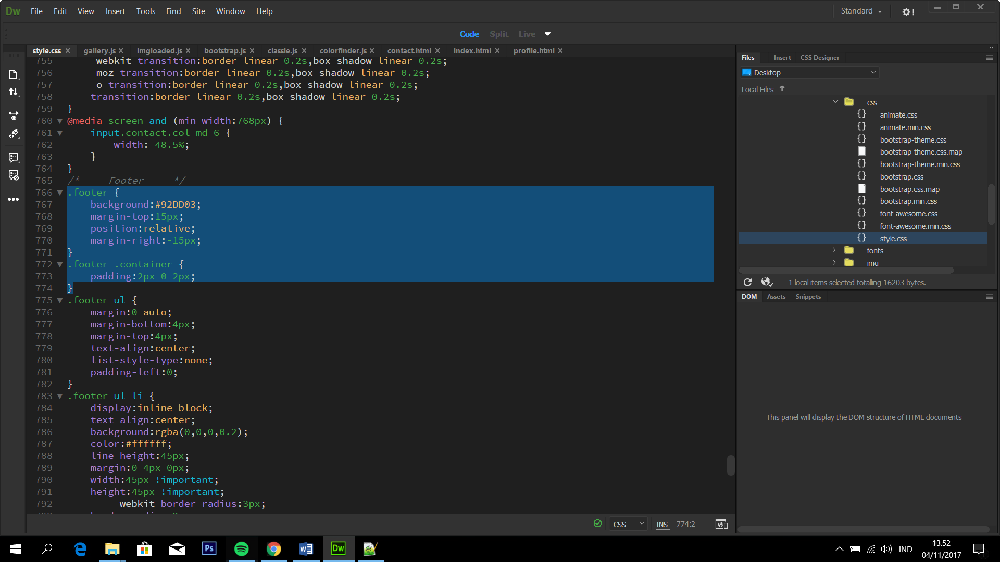 Dw File Edit View Insert Tools Find Site Window Help Standard
Code Split Live
style.css gallery.js imgloaded.js bootstrap.js classie.js colorfinder.js contact.html index.html profile.html
755 -webkit-transition:border linear 0.2s,box-shadow linear 0.2s;
756 -moz-transition:border linear 0.2s,box-shadow linear 0.2s;
757 -o-transition:border linear 0.2s,box-shadow linear 0.2s;
758 transition:border linear 0.2s,box-shadow linear 0.2s;
759 }
760 @media screen and (min-width:768px) {
761 input.contact.col-md-6 {
762 width: 48.5%;
763 }
764 }
765 /* --- Footer --- */
766 .footer {
767 background:#92DD03;
768 margin-top:15px;
769 position:relative;
770 margin-right:-15px;
771 }
772 .footer .container {
773 padding:2px 0 2px;
774 }
775 .footer ul {
776 margin:0 auto;
777 margin-bottom:4px;
778 margin-top:4px;
779 text-align:center;
780 list-style-type:none;
781 padding-left:0;
782 }
783 .footer ul li {
784 display:inline-block;
785 text-align:center;
786 background:rgba(0,0,0,0.2);
787 color:#ffffff;
788 line-height:45px;
789 margin:0 4px 0px;
790 width:45px !important;
791 height:45px !important;
792 -webkit-border-radius:3px;
CSS INS 774:2
Files Insert CSS Designer
Desktop
Local Files
css
animate.css
animate.min.css
bootstrap-theme.css
bootstrap-theme.css.map
bootstrap-theme.min.css
bootstrap.css
bootstrap.css.map
bootstrap.min.css
font-awesome.css
font-awesome.min.css
style.css
fonts
img
1 local items selected totalling 16203 bytes.
DOM Assets Snippets
This panel will display the DOM structure of HTML documents
Ps Dw IND 13.52
04/11/2017